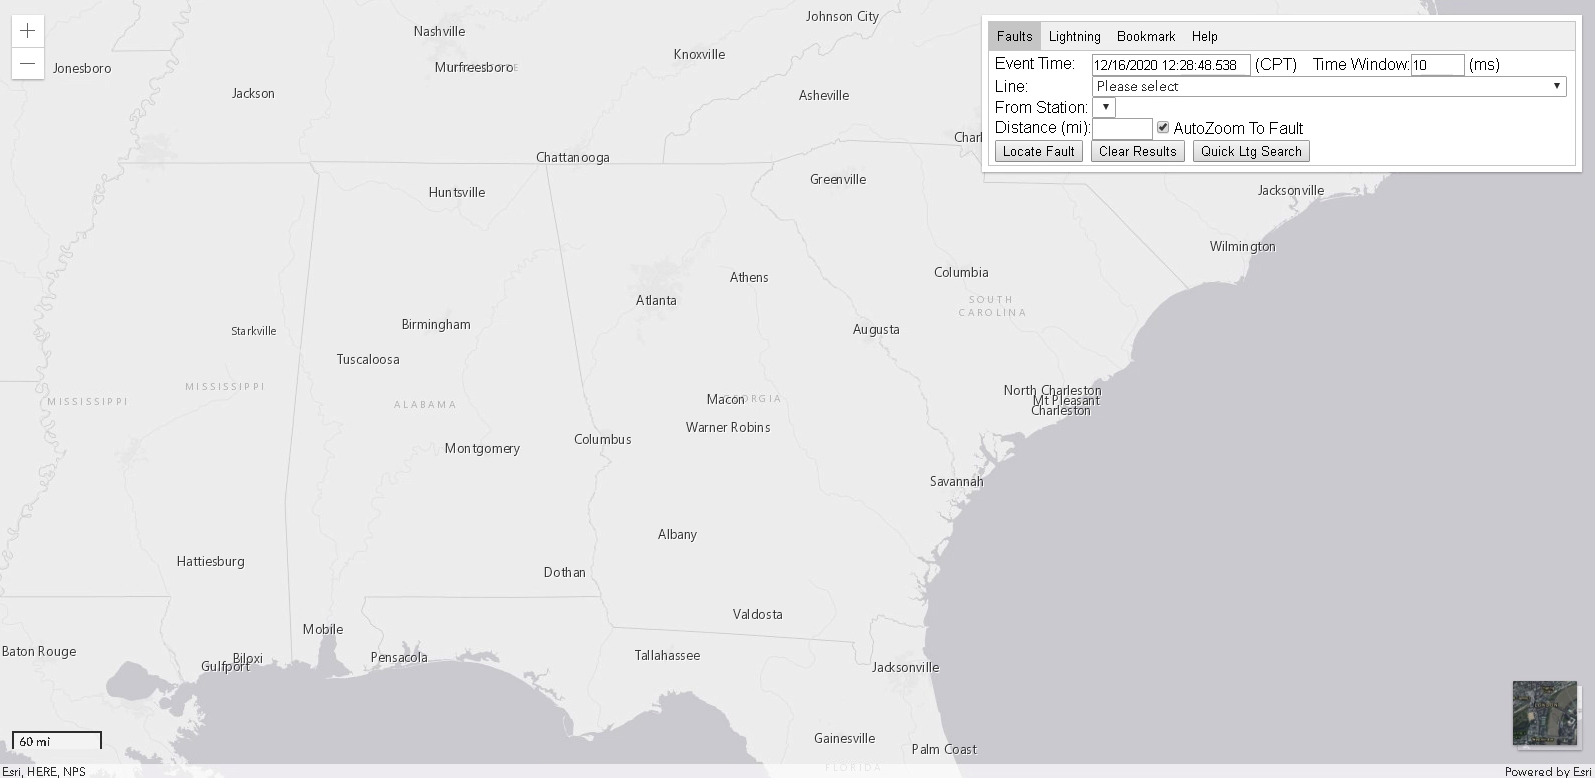 Johnson City
Nashville
Knoxville
Murfreesboro
Jonesboro
Jackson
Asheville
Chattanooga
Greenville
Huntsville
Jacksonville
Wilmington
Athens
Columbia
Atlanta
SOUTH
CAROLINA
Birmingham
Starkville
Augusta
Tuscaloosa
MISSISSIPPI
North Charleston
Mt Pleasant
Charleston
MISSISSIPPI
ALABAMA
Macon
Warner Robins
Columbus
Montgomery
Savannah
Albany
Hattiesburg
Dothan
Valdosta
Mobile
Baton Rouge
Biloxi
Gulfport
Pensacola
Tallahassee
Jacksonville
Gainesville
Palm Coast
FLORIDA
60 mi
Esri, HERE, NPS
Powered by Esri
Faults Lightning Bookmark Help
Event Time: 12/16/2020 12:28:48.538 (CPT) Time Window: 10 (ms)
Line: Please select
From Station:
Distance (mi): AutoZoom To Fault
Locate Fault Clear Results Quick Ltg Search